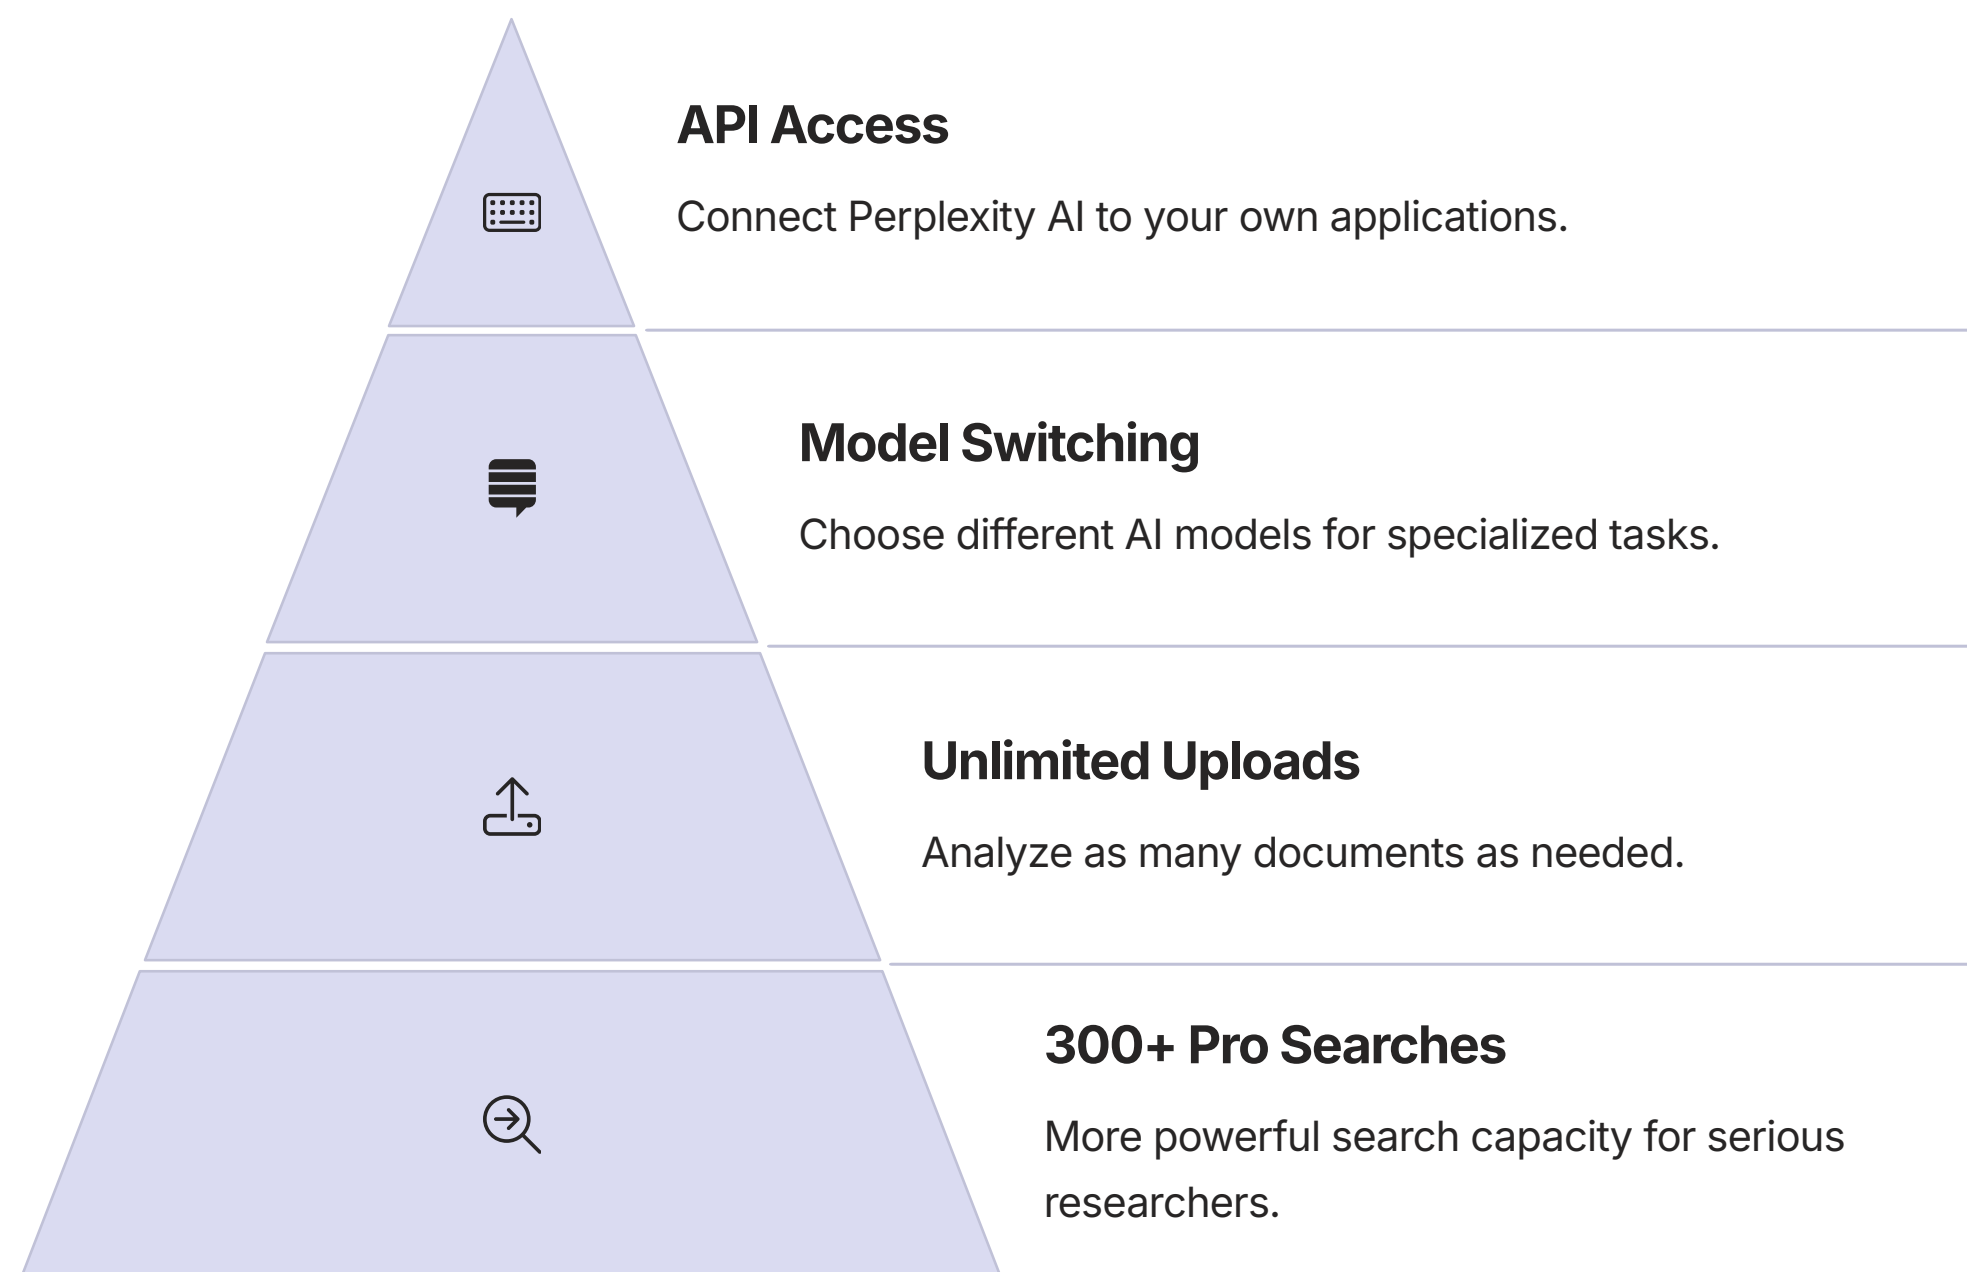 API Access
Connect Perplexity AI to your own applications.
Model Switching
Choose different AI models for specialized tasks.
Unlimited Uploads
Analyze as many documents as needed.
300+ Pro Searches
More powerful search capacity for serious
researchers.